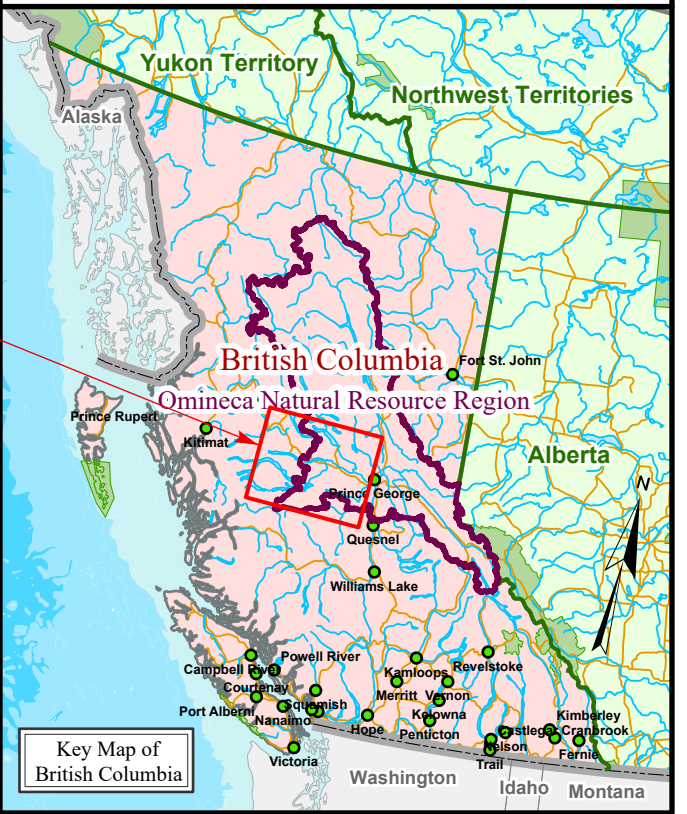 Yukon Territory
Northwest Territories
Alaska
British Columbia
Fort St. John
Omineca Natural Resource Region
Prince Rupert
Kitimat
Alberta
N
Prince George
Quesnel
Williams Lake
Powell River
Campbell River
Kamloops
Revelstoke
Courtenay
Merritt
Vernon
Squamish
Port Alberni
Nanaimo
Kelowna
Kimberley
Hope
Penticton
Castlegar
Cranbrook
Nelson
Fernie
Trail
Victoria
Key Map of
British Columbia
Washington
Idaho
Montana